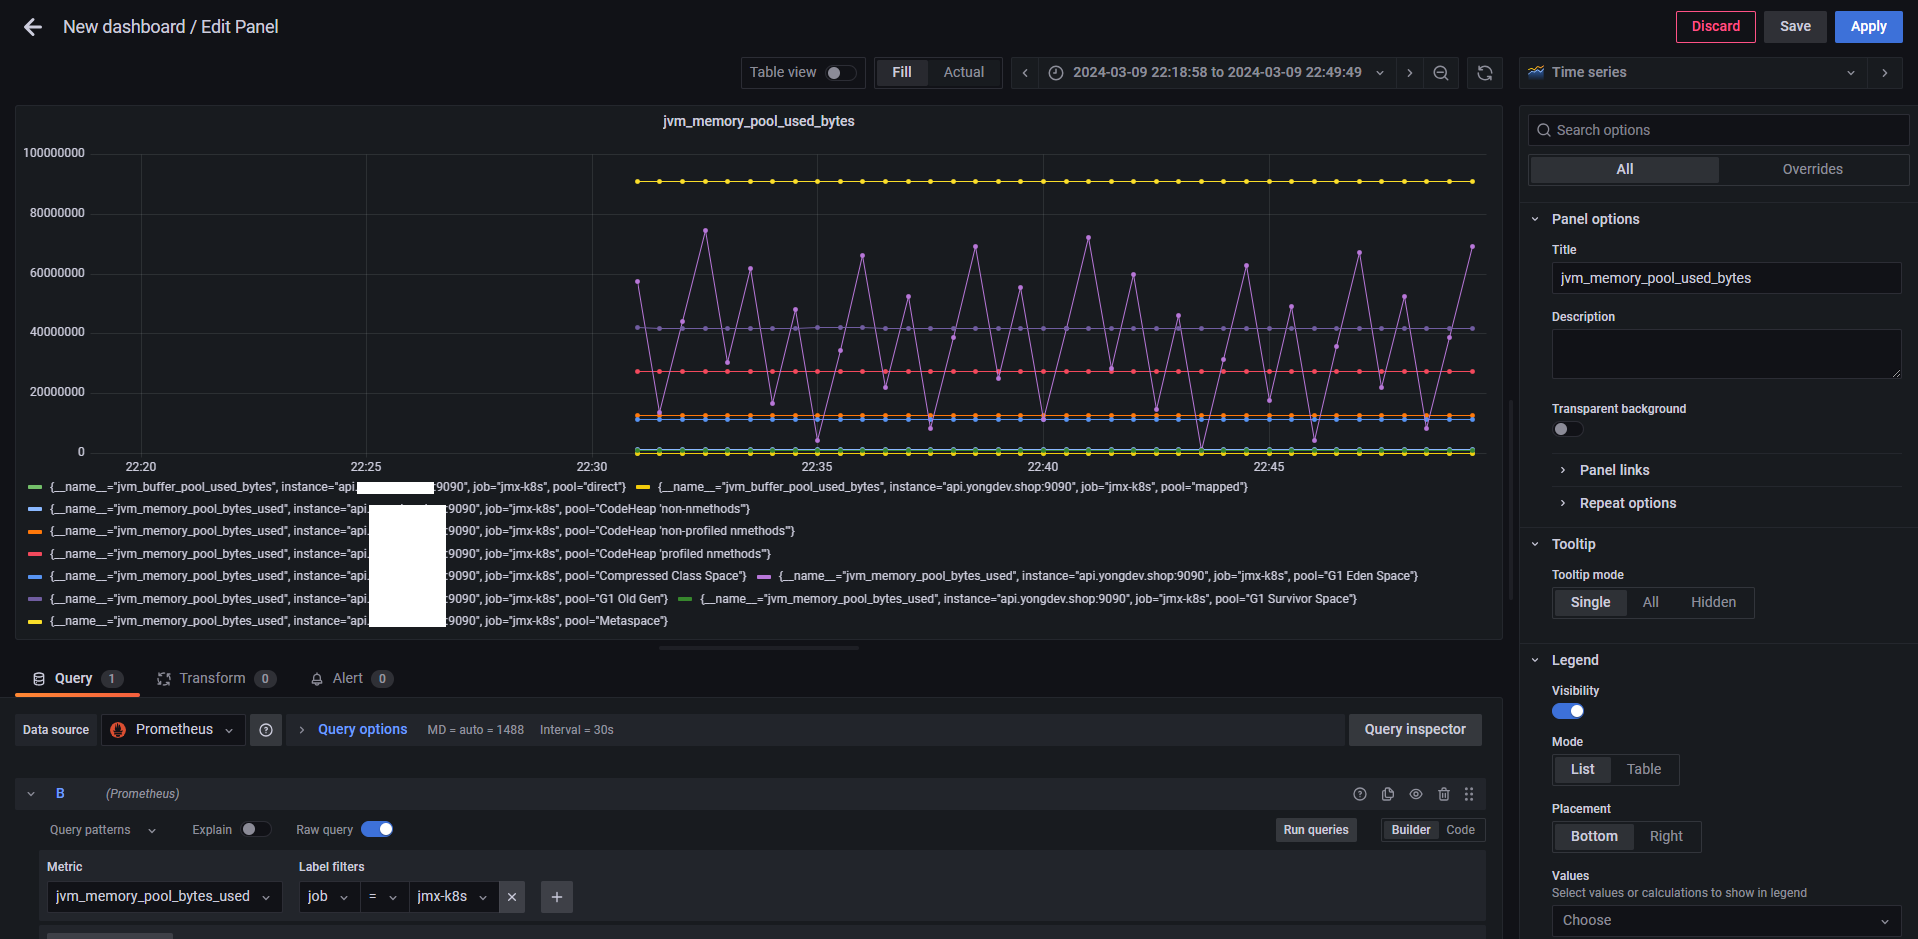 New dashboard / Edit Panel
Discard
Save
Apply
Table view
Fill
Actual
2024-03-09 22:18:58 to 2024-03-09 22:49:49
Time series
jvm_memory_pool_used_bytes
100000000
80000000
60000000
40000000
20000000
0
22:20
22:25
22:30
22:35
22:40
22:45
{__name__="jvm_buffer_pool_used_bytes", instance="api. :9090", job="jmx-k8s", pool="direct"} {__name__="jvm_buffer_pool_used_bytes", instance="api.yongdev.shop:9090", job="jmx-k8s", pool="mapped"}
{__name__="jvm_memory_pool_bytes_used", instance="api. :9090", job="jmx-k8s", pool="CodeHeap 'non-nmethods'"}
{__name__="jvm_memory_pool_bytes_used", instance="api. :9090", job="jmx-k8s", pool="CodeHeap 'non-profiled nmethods'"}
{__name__="jvm_memory_pool_bytes_used", instance="api. :9090", job="jmx-k8s", pool="CodeHeap 'profiled nmethods'"}
{__name__="jvm_memory_pool_bytes_used", instance="api. :9090", job="jmx-k8s", pool="Compressed Class Space"} {__name__="jvm_memory_pool_bytes_used", instance="api.yongdev.shop:9090", job="jmx-k8s", pool="G1 Eden Space"}
{__name__="jvm_memory_pool_bytes_used", instance="api. :9090", job="jmx-k8s", pool="G1 Old Gen"} {__name__="jvm_memory_pool_bytes_used", instance="api.yongdev.shop:9090", job="jmx-k8s", pool="G1 Survivor Space"}
{__name__="jvm_memory_pool_bytes_used", instance="api. :9090", job="jmx-k8s", pool="Metaspace"}
Query 1
Transform 0
Alert 0
Data source
Prometheus
Query options
MD = auto = 1488
Interval = 30s
Query inspector
B
(Prometheus)
Query patterns
Explain
Raw query
Run queries
Builder
Code
Metric
Label filters
jvm_memory_pool_bytes_used
job
=
jmx-k8s
Search options
All
Overrides
Panel options
Title
jvm_memory_pool_used_bytes
Description
Transparent background
Panel links
Repeat options
Tooltip
Tooltip mode
Single
All
Hidden
Legend
Visibility
Mode
List
Table
Placement
Bottom
Right
Values
Select values or calculations to show in legend
Choose